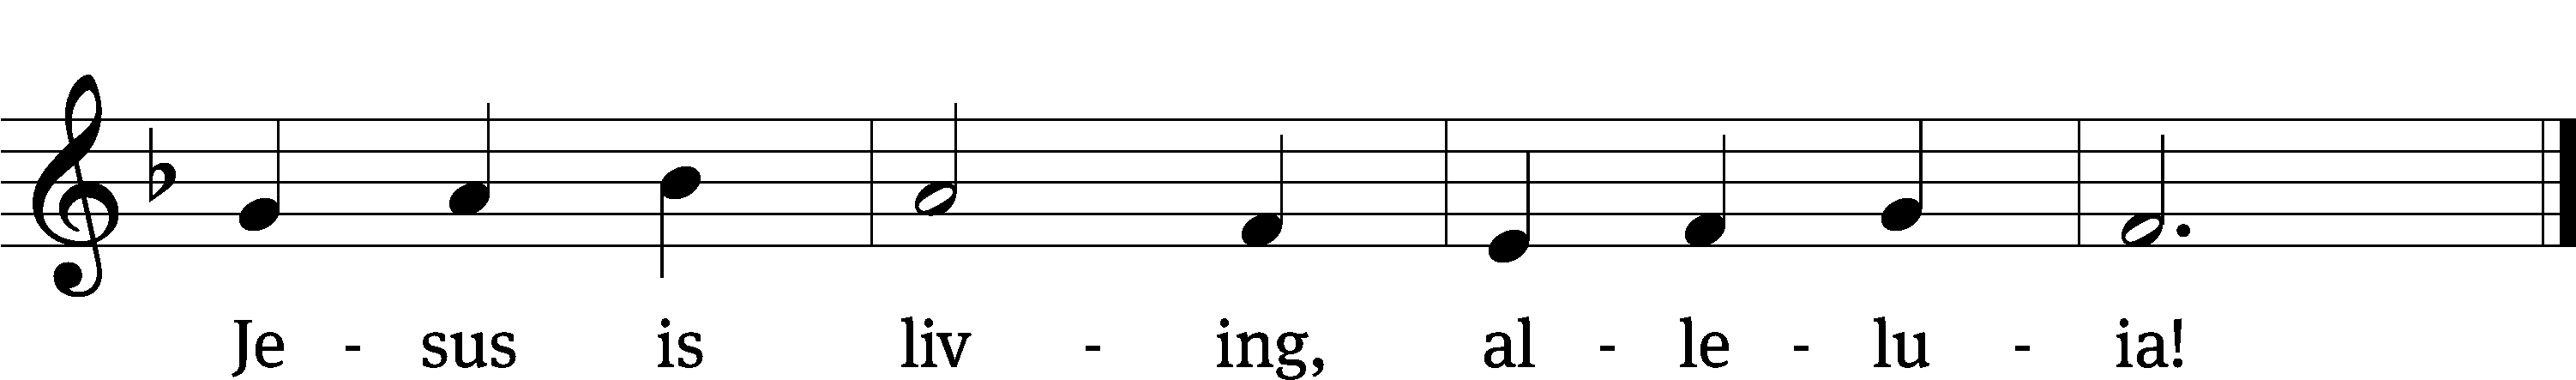 Je - sus is liv - ing, al - le - lu - ia!